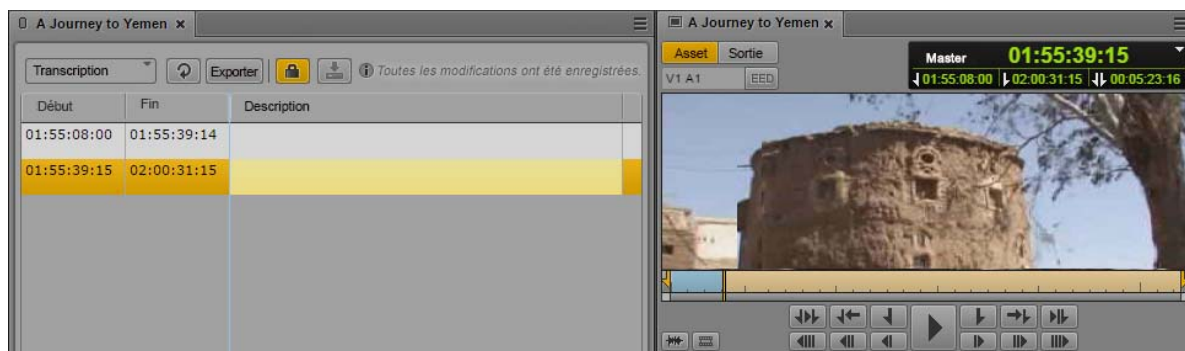 A Journey to Yemen x
Transcription
Exporter
Toutes les modifications ont été enregistrées.
Début Fin Description
01:55:08:00 01:55:39:14
01:55:39:15 02:00:31:15
A Journey to Yemen x
Asset Sortie
Master 01:55:39:15
V1 A1 EED
01:55:08:00 02:00:31:15 00:05:23:16